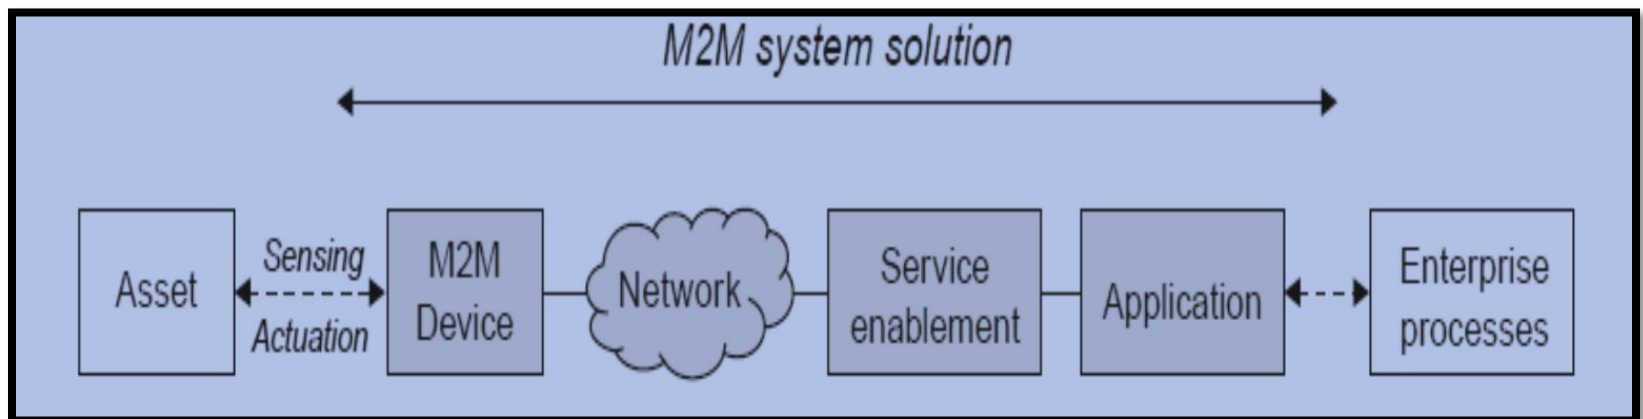 M2M system solution
Asset
Sensing
Actuation
M2M
Device
Network
Service
enablement
Application
Enterprise
processes